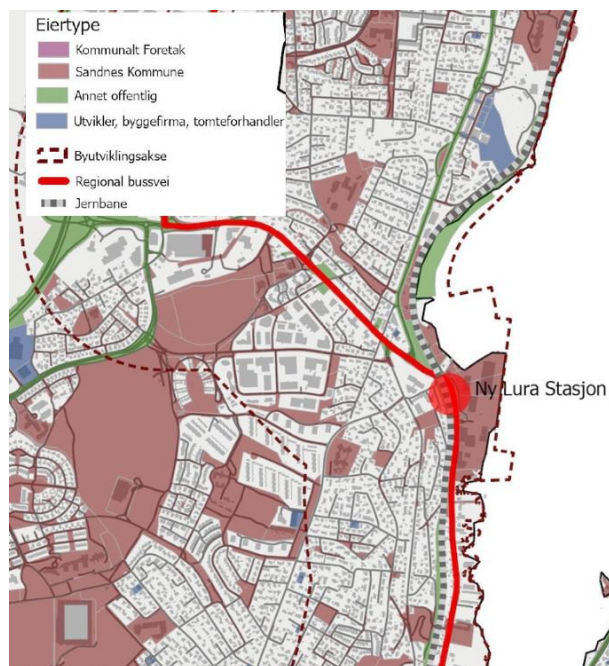 Eiertype
Kommunalt Foretak
Sandnes Kommune
Annet offentlig
Utvikler, byggefirma, tomteforhandler
Byutviklingsakse
Regional bussvei
Jernbane
Ny Lura Stasjon